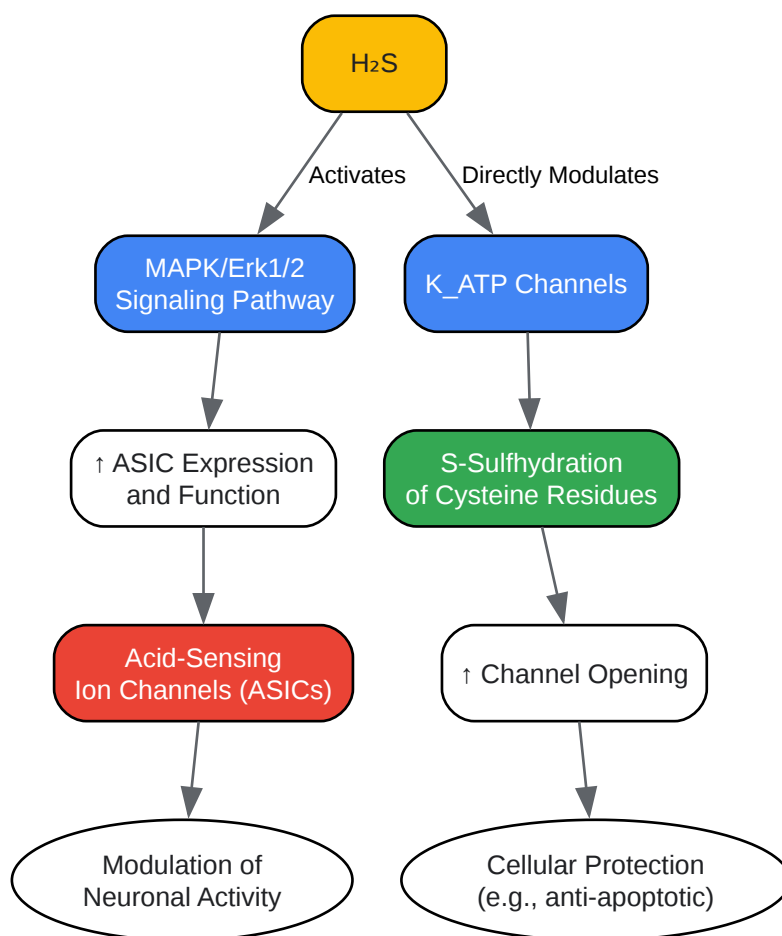 H₂S
Activates
Directly Modulates
MAPK/Erk1/2
Signaling Pathway
K_ATP Channels
↑ ASIC Expression
and Function
S-Sulfhydration
of Cysteine Residues
Acid-Sensing
Ion Channels (ASICs)
↑ Channel Opening
Modulation of
Neuronal Activity
Cellular Protection
(e.g., anti-apoptotic)